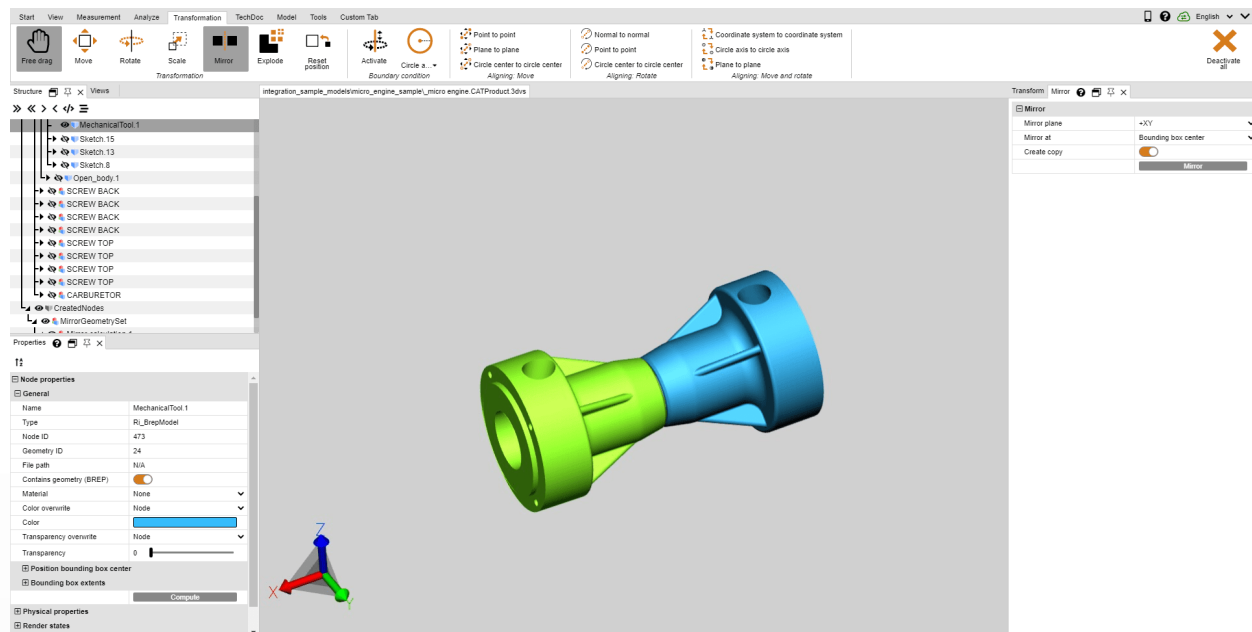 Start View Measurement Analyze Transformation TechDoc Model Tools Custom Tab English
Free drag Move Rotate Scale Mirror Explode Reset position
Transformation
Activate Circle a...
Boundary condition
Point to point
Plane to plane
Circle center to circle center
Aligning: Move
Normal to normal
Point to point
Circle center to circle center
Aligning: Rotate
Coordinate system to coordinate system
Circle axis to circle axis
Plane to plane
Aligning: Move and rotate
Deactivate
all
Structure Views
integration_sample_models\micro_engine_sample\_micro engine.CATProduct.3dvs
MechanicalTool.1
Sketch.15
Sketch.13
Sketch.8
Open_body.1
SCREW BACK
SCREW BACK
SCREW BACK
SCREW BACK
SCREW TOP
SCREW TOP
SCREW TOP
SCREW TOP
CARBURETOR
CreatedNodes
MirrorGeometrySet
Properties
Node properties
General
Name MechanicalTool.1
Type Ri_BrepModel
Node ID 473
Geometry ID 24
File path N/A
Contains geometry (BREP)
Material None
Color overwrite Node
Color
Transparency overwrite Node
Transparency 0
Position bounding box center
Bounding box extents
Compute
Physical properties
Render states
Z
X
Y
Transform Mirror
Mirror
Mirror plane +XY
Mirror at Bounding box center
Create copy
Mirror